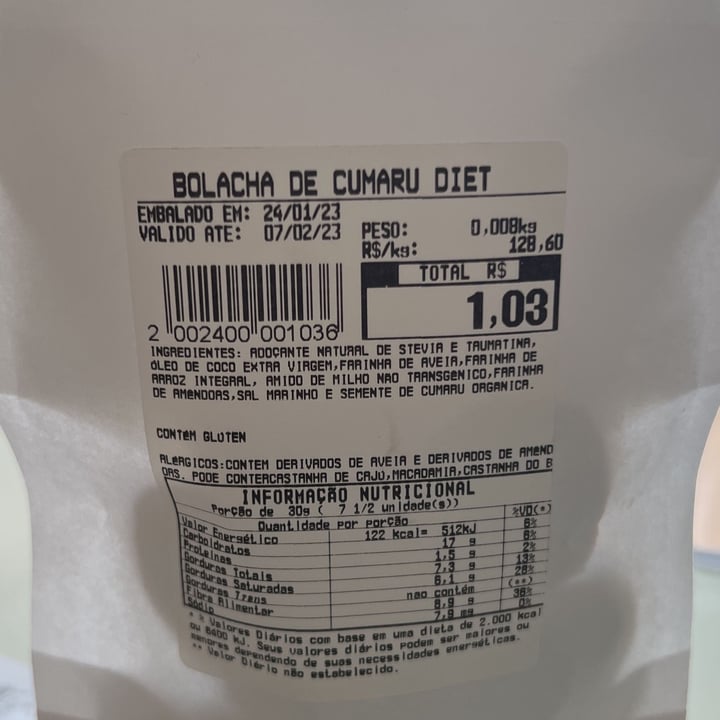 BOLACHA DE CUMARU DIET
EMBALADO EM: 24/01/23
VALIDO ATE: 07/02/23
PESO: 0,008kg
R$/kg: 128,60
TOTAL R$
1,03
2 002400 001036
INGREDIENTES: ADOÇANTE NATURAL DE STEVIA E TAUMATINA,
ÓLEO DE COCO EXTRA VIRGEM,FARINHA DE AVEIA,FARINHA DE
ARROZ INTEGRAL, AMIDO DE MILHO NAO TRANSGêNICO,FARINHA
DE AMêNDOAS,SAL MARINHO E SEMENTE DE CUMARU ORGANICA.
CONTéM GLUTEN
ALéRGICOS:CONTEM DERIVADOS DE AVEIA E DERIVADOS DE AMêND
OAS. PODE CONTERCASTANHA DE CAJU,MACADAMIA,CASTANHA DO B
INFORMAÇÃO NUTRICIONAL
Porção de 30g ( 7 1/2 unidade(s))
Quantidade por porção %VD(*)
Valor Energético 122 kcal= 512kJ 6%
Carboidratos 17 g 6%
Proteínas 1,5 g 2%
Gorduras Totais 7,3 g 13%
Gorduras Saturadas 6,1 g 28%
Gorduras Trans não contém (**)
Fibra Alimentar 8,9 g 36%
Sódio 7,8 mg 0%
* % Valores Diários com base em uma dieta de 2.000 kcal
ou 8400 kJ. Seus valores diários podem ser maiores ou
menores dependendo de suas necessidades energéticas.
** Valor Diário não estabelecido.